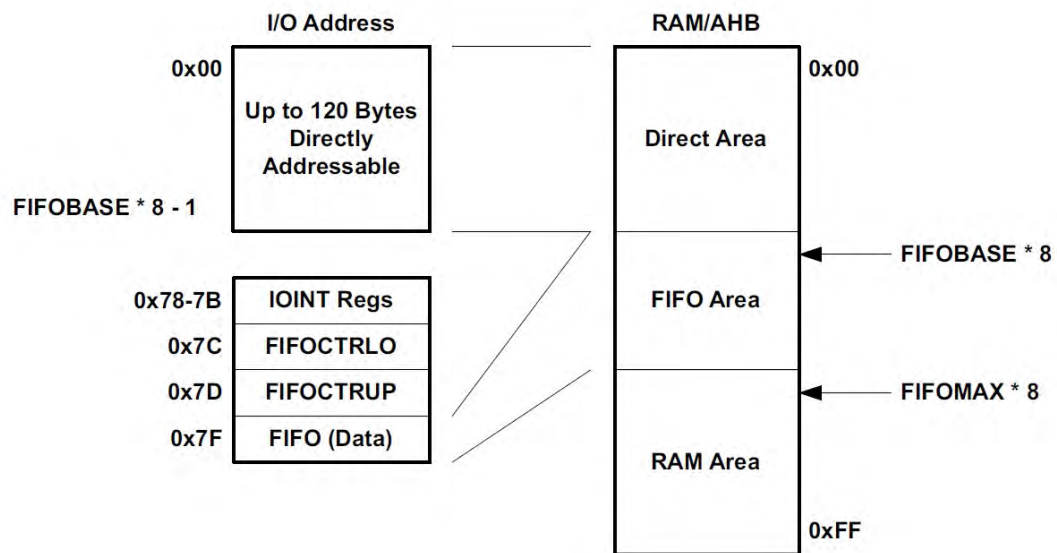 I/O Address
RAM/AHB
0x00
0x00
Up to 120 Bytes
Directly
Addressable
Direct Area
FIFOBASE * 8 - 1
FIFOBASE * 8
0x78-7B
IOINT Regs
FIFO Area
0x7C
FIFOCTRLO
0x7D
FIFOCTRUP
FIFOMAX * 8
0x7F
FIFO (Data)
RAM Area
0xFF